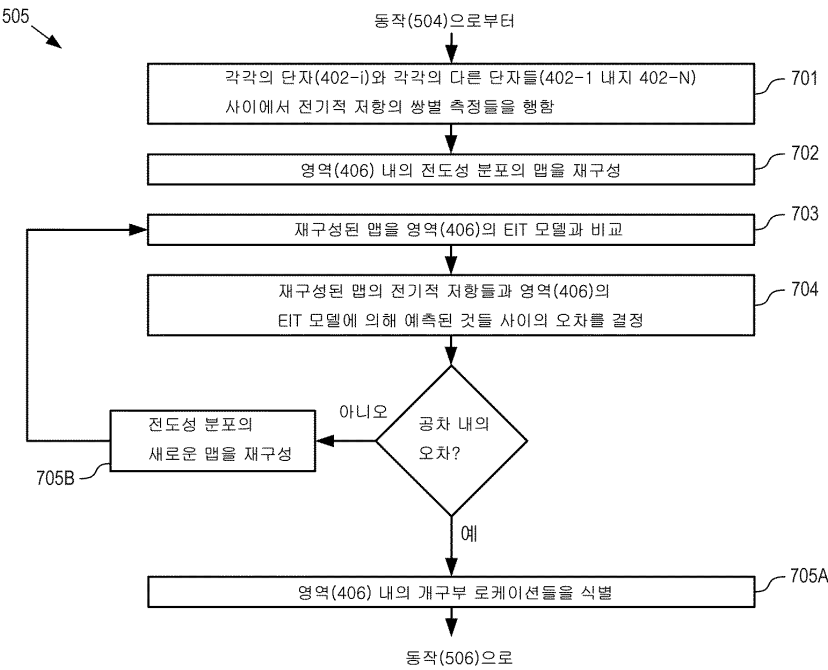 505
동작(504)으로부터
각각의 단자(402-i)와 각각의 다른 단자들(402-1 내지 402-N)
사이에서 전기적 저항의 쌍별 측정들을 행함
701
영역(406) 내의 전도성 분포의 맵을 재구성
702
재구성된 맵을 영역(406)의 EIT 모델과 비교
703
재구성된 맵의 전기적 저항들과 영역(406)의
EIT 모델에 의해 예측된 것들 사이의 오차를 결정
704
공차 내의
오차?
아니오
전도성 분포의
새로운 맵을 재구성
705B
예
영역(406) 내의 개구부 로케이션들을 식별
705A
동작(506)으로